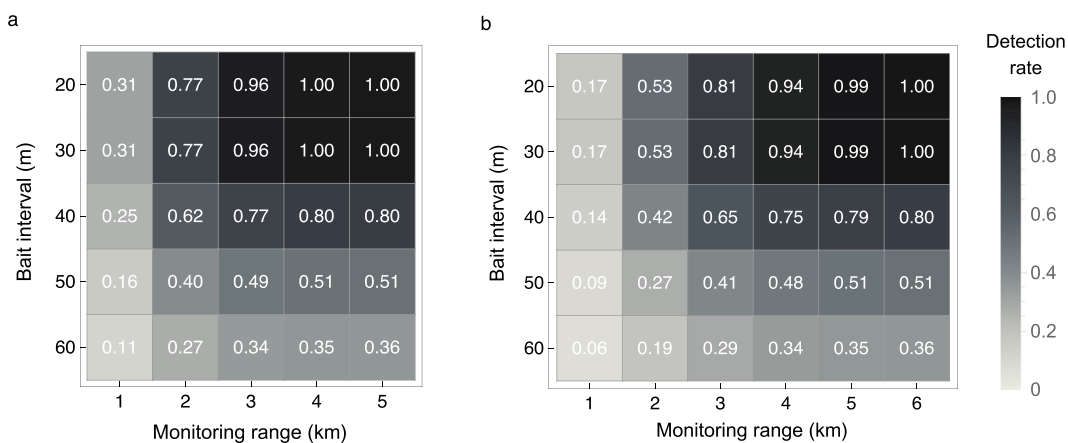 a
b
Detection
rate
20 0.31 0.77 0.96 1.00 1.00
30 0.31 0.77 0.96 1.00 1.00
40 0.25 0.62 0.77 0.80 0.80
50 0.16 0.40 0.49 0.51 0.51
60 0.11 0.27 0.34 0.35 0.36
1 2 3 4 5
Bait interval (m)
Monitoring range (km)
20 0.17 0.53 0.81 0.94 0.99 1.00
30 0.17 0.53 0.81 0.94 0.99 1.00
40 0.14 0.42 0.65 0.75 0.79 0.80
50 0.09 0.27 0.41 0.48 0.51 0.51
60 0.06 0.19 0.29 0.34 0.35 0.36
1 2 3 4 5 6
Bait interval (m)
Monitoring range (km)
1.0
0.8
0.6
0.4
0.2
0